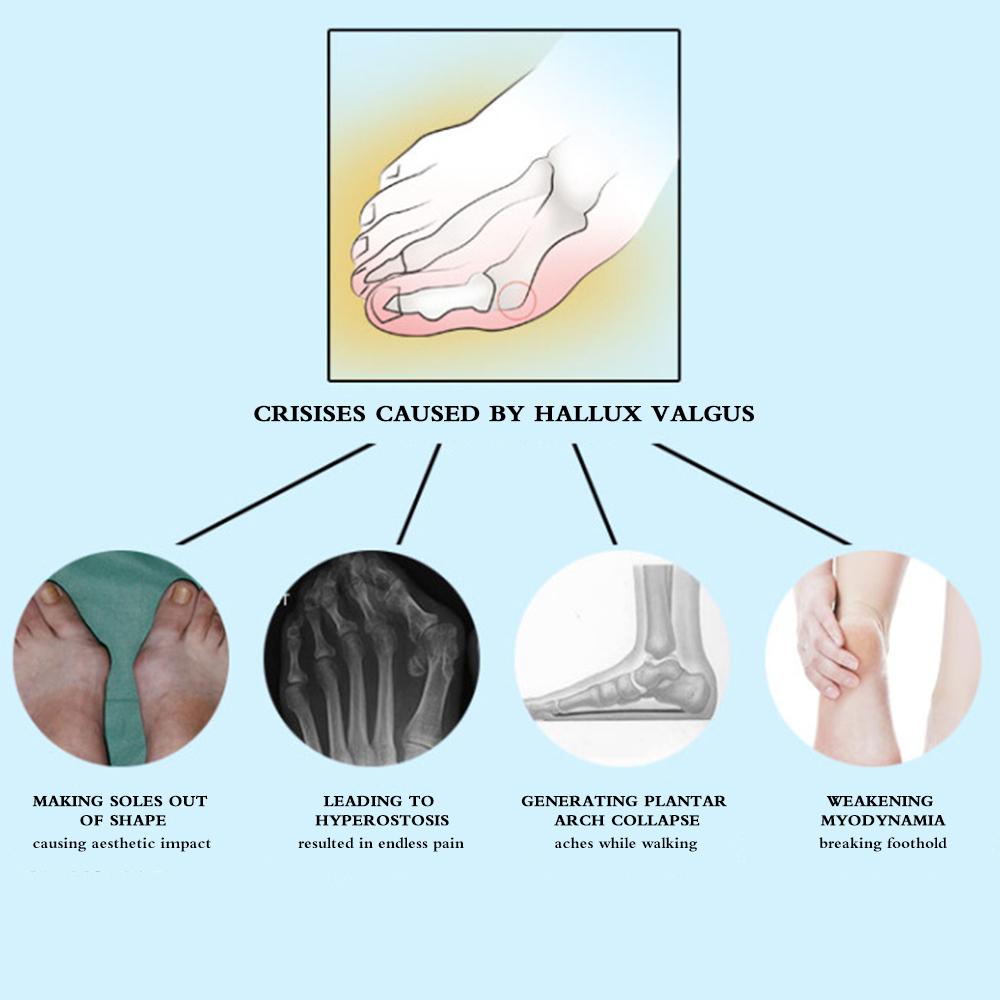 CRISISES CAUSED BY HALLUX VALGUS
MAKING SOLES OUT
OF SHAPE
causing aesthetic impact
LEADING TO
HYPEROSTOSIS
resulted in endless pain
GENERATING PLANTAR
ARCH COLLAPSE
aches while walking
WEAKENING
MYODYNAMIA
breaking foothold